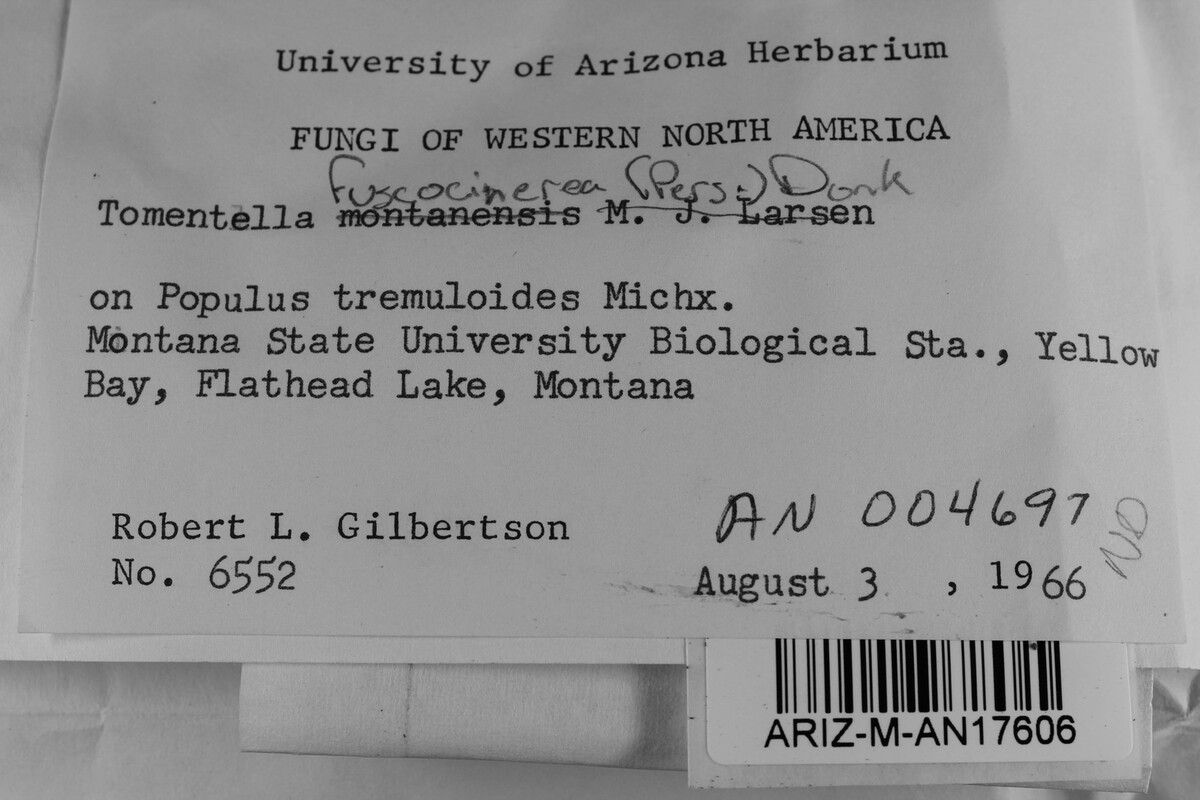 University of Arizona Herbarium
FUNGI OF WESTERN NORTH AMERICA
fuscocinerea (Pers.) Donk
Tomentella montanensis M. J. Larsen
on Populus tremuloides Michx.
Montana State University Biological Sta., Yellow
Bay, Flathead Lake, Montana
AN 004697
Robert L. Gilbertson
No. 6552
August 3 , 1966
ARIZ-M-AN17606